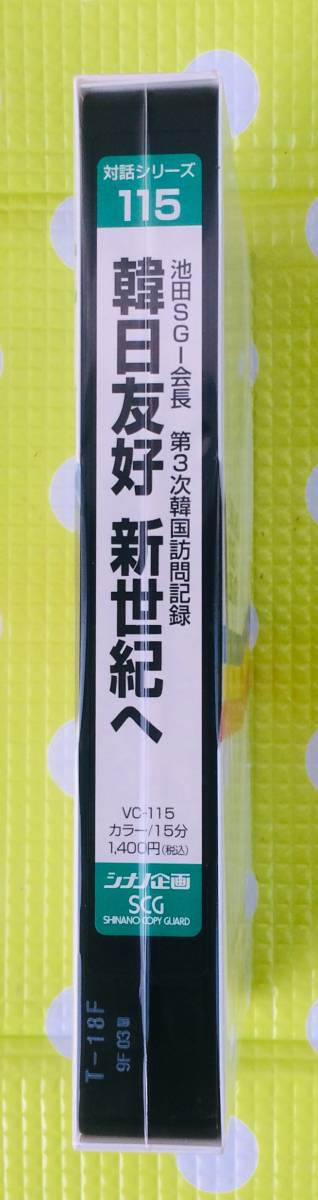 対話シリーズ
115
池田SGI会長 第3次韓国訪問記録
韓日友好 新世紀へ
VC-115
カラー/15分
1,400円(税込)
シナノ企画
SCG
SHINANO COPY GUARD
T-18F
9F 03